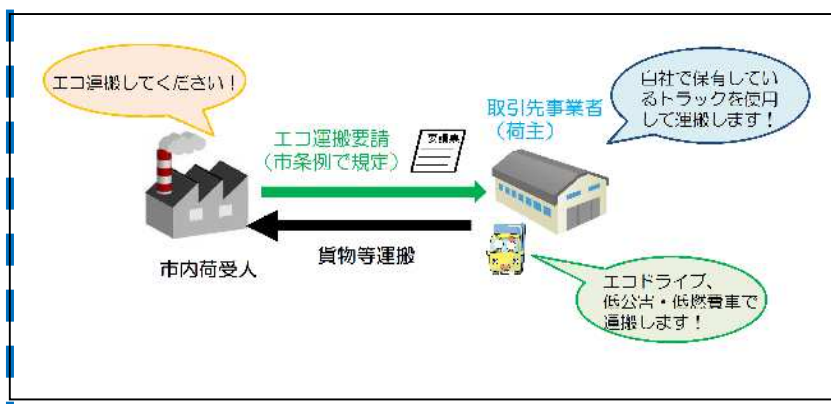 エコ運搬してください！
エコ運搬要請
（市条例で規定）
要請書
取引先事業者
（荷主）
自社で保有してい
るトラックを使用
して運搬します！
市内荷受人
貨物等運搬
エコドライブ、
低公害・低燃費車で
運搬します！